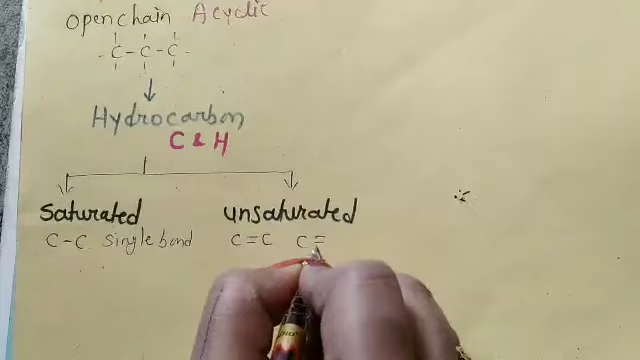 Openchain Acyclic
- C - C - C -
Hydrocarbon
C & H
Saturated unsaturated
C - C single bond C = C C =